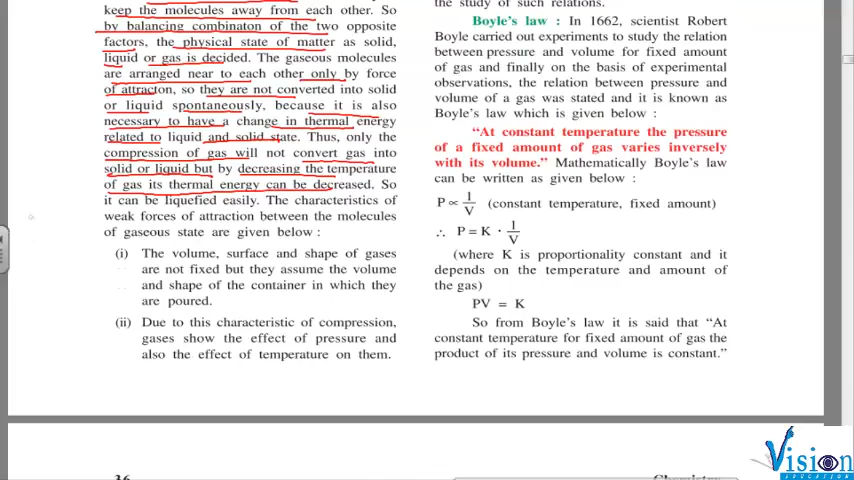 keep the molecules away from each other. So
by balancing combinaton of the two opposite
factors, the physical state of matter as solid,
liquid or gas is decided. The gaseous molecules
are arranged near to each other only by force
of attracton, so they are not converted into solid
or liquid spontaneously, because it is also
necessary to have a change in thermal energy
related to liquid and solid state. Thus, only the
compression of gas will not convert gas into
solid or liquid but by decreasing the temperature
of gas its thermal energy can be decreased. So
it can be liquefied easily. The characteristics of
weak forces of attraction between the molecules
of gaseous state are given below :
(i) The volume, surface and shape of gases
are not fixed but they assume the volume
and shape of the container in which they
are poured.
(ii) Due to this characteristic of compression,
gases show the effect of pressure and
also the effect of temperature on them.
the study of such relations.
Boyle's law : In 1662, scientist Robert
Boyle carried out experiments to study the relation
between pressure and volume for fixed amount
of gas and finally on the basis of experimental
observations, the relation between pressure and
volume of a gas was stated and it is known as
Boyle's law which is given below :
“At constant temperature the pressure
of a fixed amount of gas varies inversely
with its volume.” Mathematically Boyle's law
can be written as given below :
P ∝ 1/V (constant temperature, fixed amount)
∴ P = K · 1/V
(where K is proportionality constant and it
depends on the temperature and amount of
the gas)
PV = K
So from Boyle's law it is said that “At
constant temperature for fixed amount of gas the
product of its pressure and volume is constant.”
36
Chemistry
Vision
EDUCATION